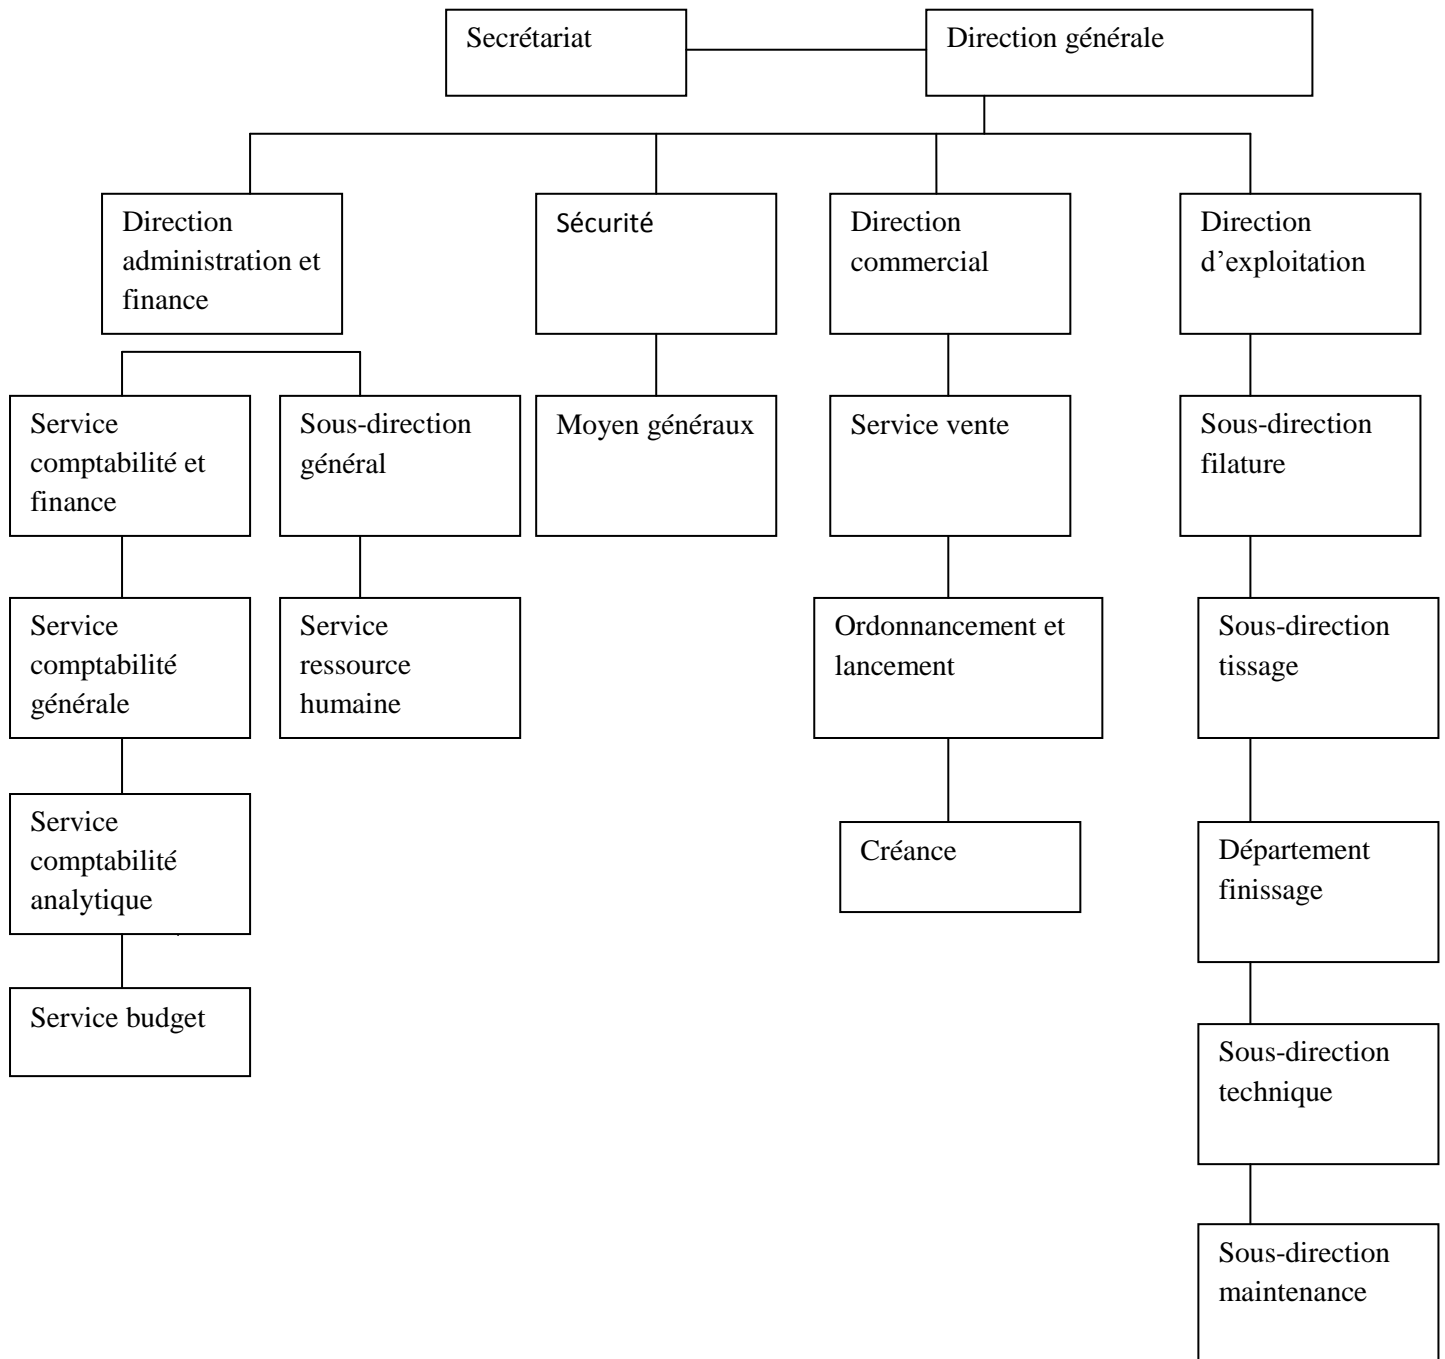 Secrétariat
Direction générale
Direction
administration et
finance
Sécurité
Direction
commercial
Direction
d’exploitation
Service
comptabilité et
finance
Sous-direction
général
Moyen généraux
Service vente
Sous-direction
filature
Service
comptabilité
générale
Service
ressource
humaine
Ordonnancement et
lancement
Sous-direction
tissage
Service
comptabilité
analytique
Créance
Département
finissage
Service budget
Sous-direction
technique
Sous-direction
maintenance